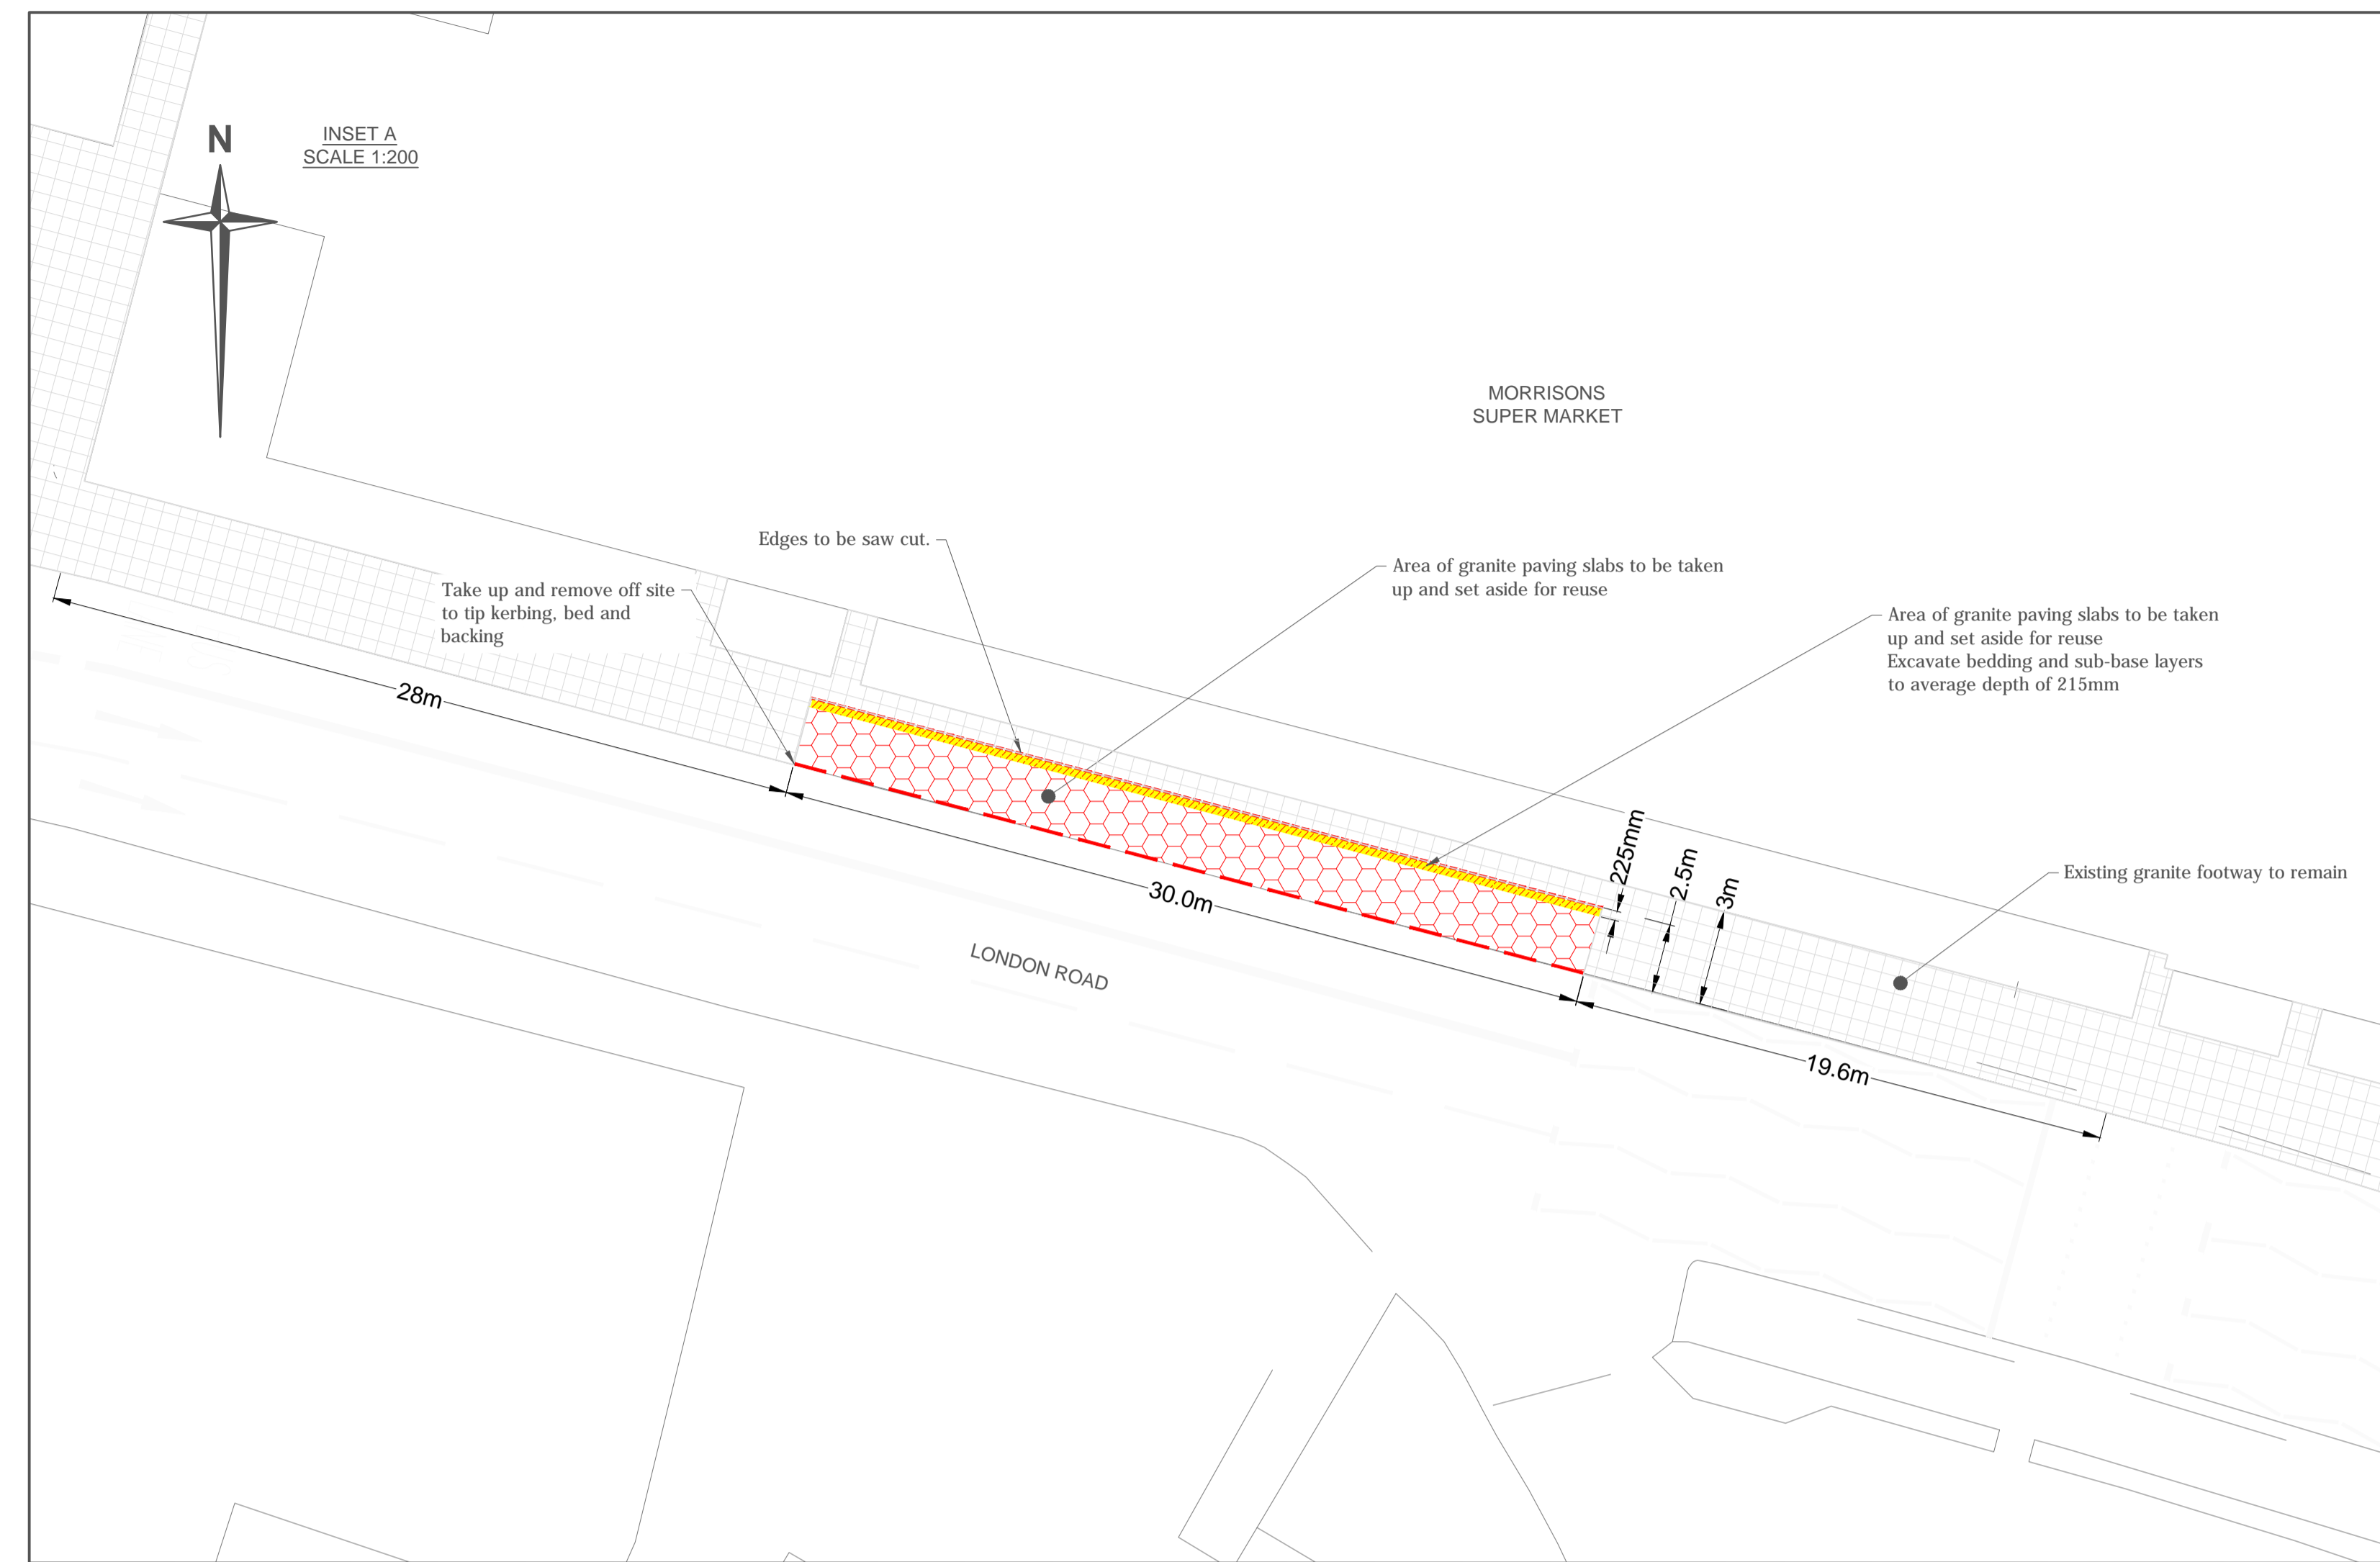 N
INSET A
SCALE 1:200
MORRISONS
SUPER MARKET
Edges to be saw cut.
Take up and remove off site
to tip kerbing, bed and
backing
Area of granite paving slabs to be taken
up and set aside for reuse
Area of granite paving slabs to be taken
up and set aside for reuse
Excavate bedding and sub-base layers
to average depth of 215mm
28m
225mm
2.5m
3m
Existing granite footway to remain
30.0m
LONDON ROAD
19.6m